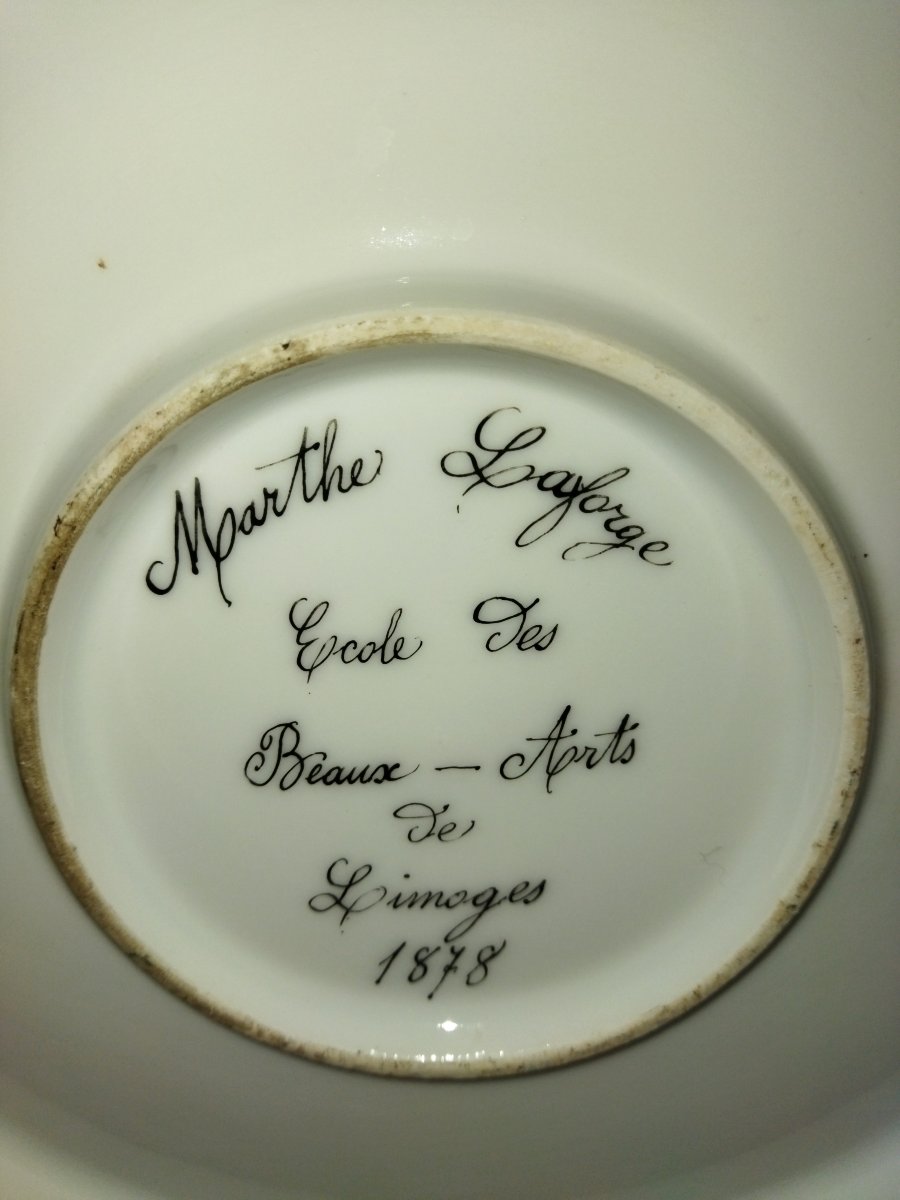 Marthe Laforge
Ecole Des
Beaux - Arts
De
Limoges
1878